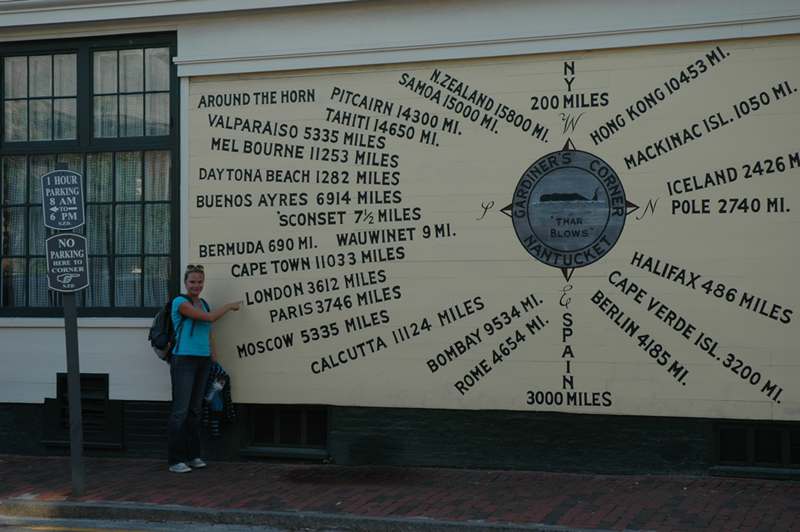 1 HOUR
PARKING
8 AM
TO
6 PM
NO
PARKING
HERE TO
CORNER
AROUND THE HORN
VALPARAISO 5335 MILES
MELBOURNE 11253 MILES
DAYTONA BEACH 1282 MILES
BUENOS AYRES 6914 MILES
'SCONSET 7½ MILES
BERMUDA 690 MI.
WAUWINET 9 MI.
CAPE TOWN 11033 MILES
LONDON 3612 MILES
PARIS 3746 MILES
MOSCOW 5335 MILES
CALCUTTA 11124 MILES
BOMBAY 9534 MI.
ROME 4654 MI.
PITCAIRN 14300 MI.
TAHITI 14650 MI.
N. ZEALAND 15800 MI.
SAMOA 15000 MI.
NY
200 MILES
W
S
N
E
GARDINER'S CORNER
"THAR
BLOWS"
NANTUCKET
SPAIN
3000 MILES
HONG KONG 10453 MI.
MACKINAC ISL. 1050 MI.
ICELAND 2426 M
POLE 2740 MI.
HALIFAX 486 MILES
CAPE VERDE ISL. 3200 MI.
BERLIN 4185 MI.